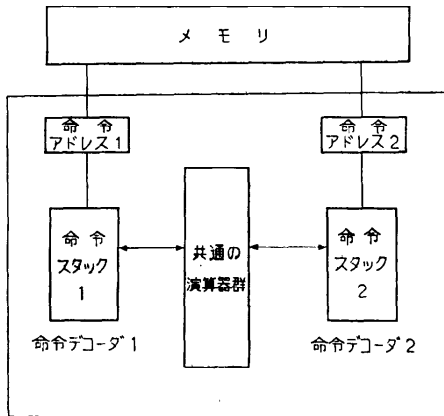 メモリ
命令
アドレス1
命令
アドレス2
命令
スタック
1
共通の
演算器群
命令
スタック
2
命令デコーダ1
命令デコーダ2